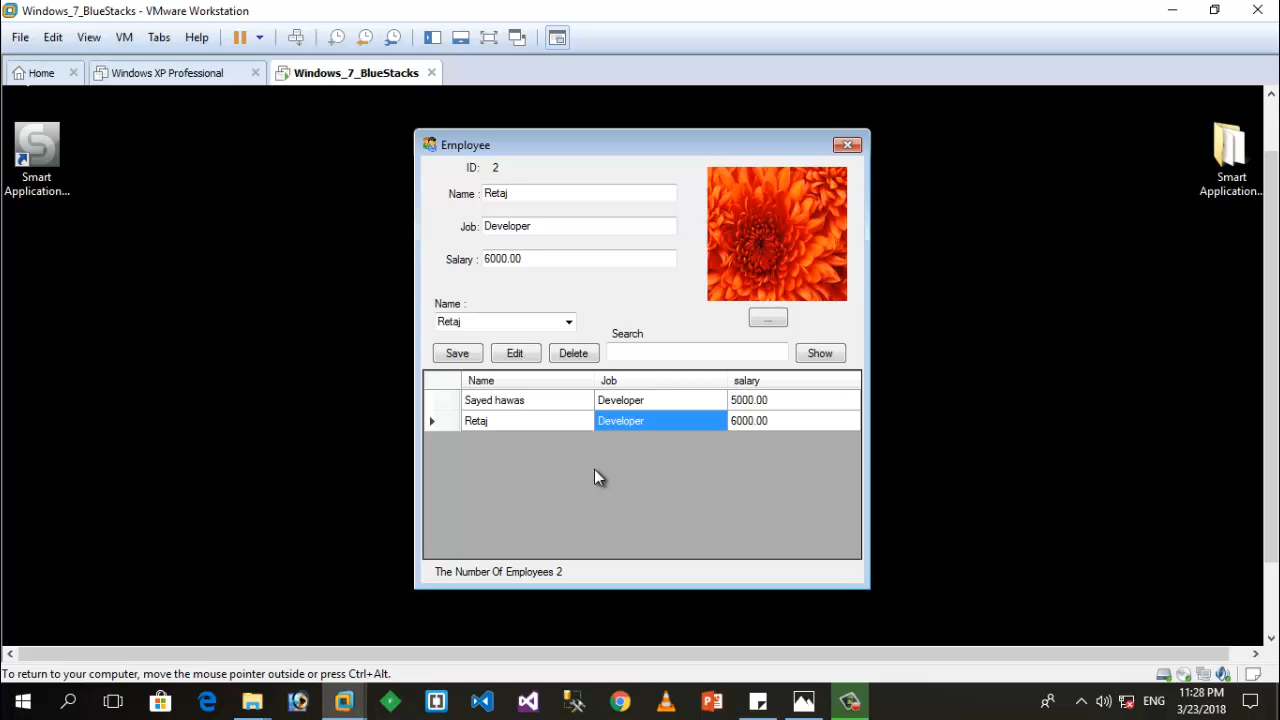 Windows_7_BlueStacks - VMware Workstation
File Edit View VM Tabs Help
Home Windows XP Professional Windows_7_BlueStacks
Smart
Application...
Smart
Application...
Employee
ID: 2
Name : Retaj
Job: Developer
Salary : 6000.00
Name :
Retaj
...
Search
Save Edit Delete Show
Name Job salary
Sayed hawas Developer 5000.00
Retaj Developer 6000.00
The Number Of Employees 2
To return to your computer, move the mouse pointer outside or press Ctrl+Alt.
ENG
11:28 PM
3/23/2018